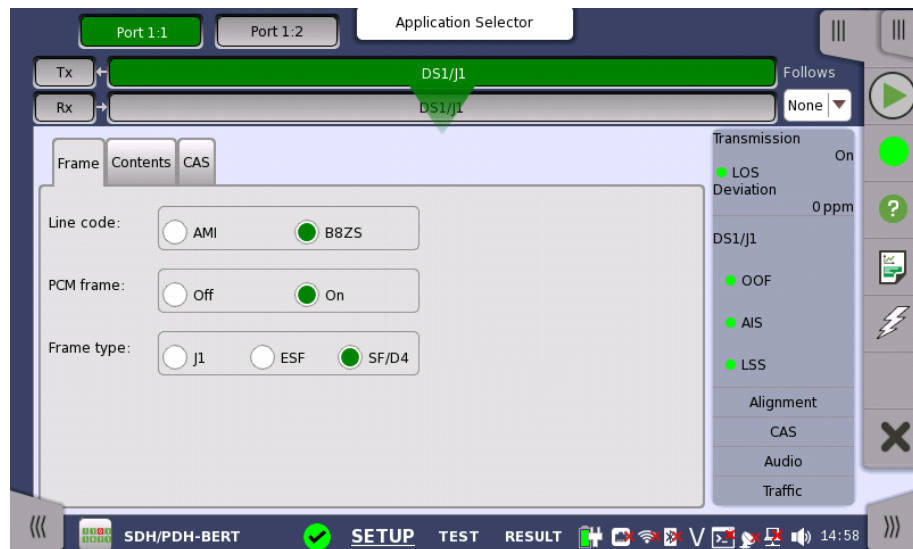 Port 1:1 Port 1:2 Application Selector
Tx DS1/J1 Follows
Rx DS1/J1 None
Frame Contents CAS
Line code: AMI B8ZS
PCM frame: Off On
Frame type: J1 ESF SF/D4
Transmission
On
LOS
Deviation
0 ppm
DS1/J1
OOF
AIS
LSS
Alignment
CAS
Audio
Traffic
SDH/PDH-BERT SETUP TEST RESULT V 14:58